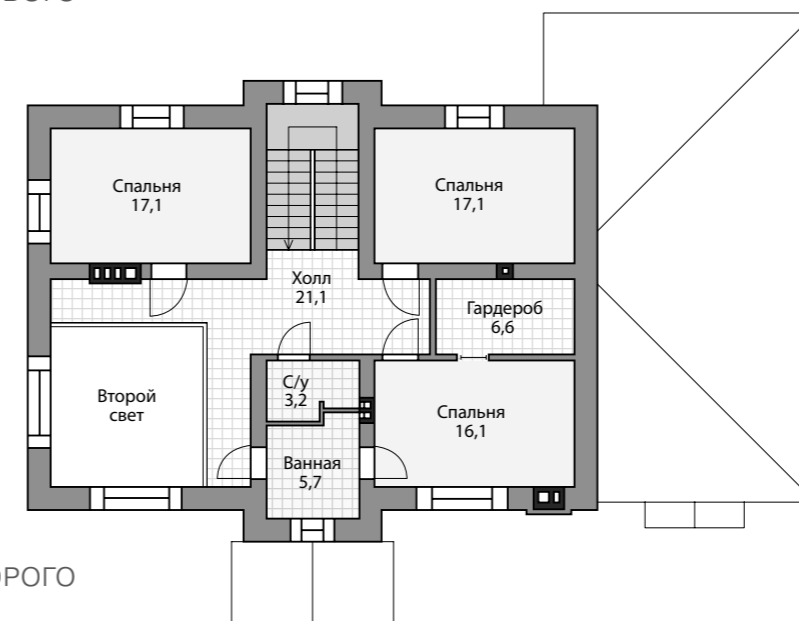 Спальня
17,1
Спальня
17,1
Холл
21,1
Гардероб
6,6
Второй
свет
С/у
3,2
Спальня
16,1
Ванная
5,7